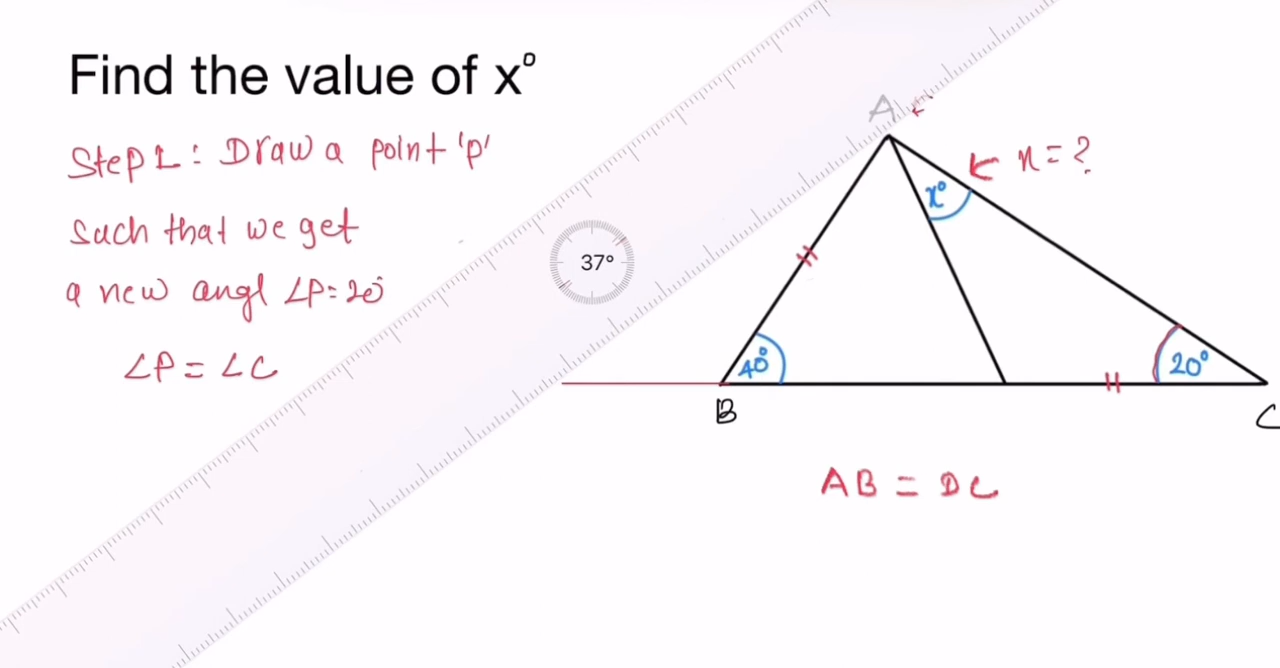 Find the value of x°
Step 1: Draw a point 'p'
such that we get
a new angl ∠P=20°
∠P = ∠C
37°
A
x = ?
x°
40°
20°
B
C
AB = DC